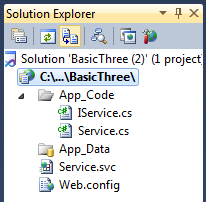 Solution Explorer
Solution 'BasicThree (2)' (1 project)
C:\...\BasicThree\
App_Code
IService.cs
Service.cs
App_Data
Service.svc
Web.config